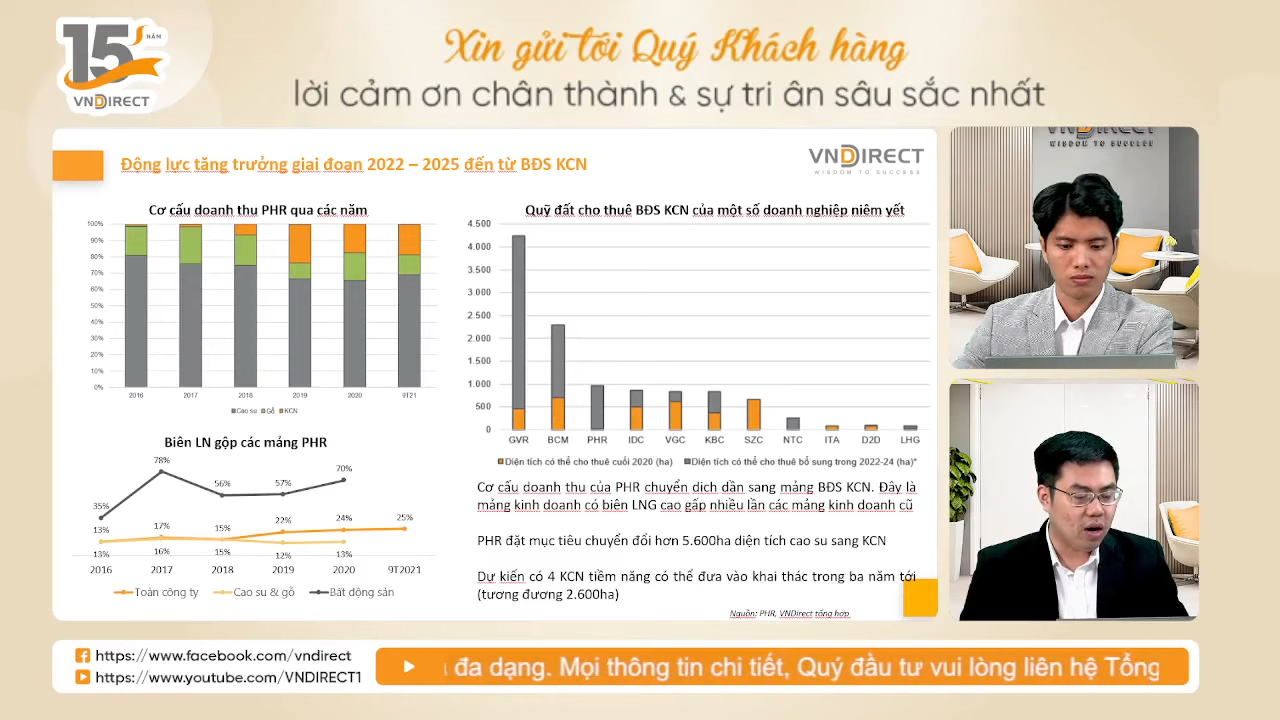 15 NĂM
VNDIRECT
Xin gửi tới Quý Khách hàng
lời cảm ơn chân thành & sự tri ân sâu sắc nhất
Động lực tăng trưởng giai đoạn 2022 – 2025 đến từ BĐS KCN
VNDIRECT
WISDOM TO SUCCESS
Cơ cấu doanh thu PHR qua các năm
100%
90%
80%
70%
60%
50%
40%
30%
20%
10%
0%
2016 2017 2018 2019 2020 9T21
Cao su Gỗ KCN
Biên LN gộp các mảng PHR
78%
70%
56% 57%
35%
13% 17% 15% 22% 24% 25%
13% 16% 15% 12% 13%
2016 2017 2018 2019 2020 9T2021
Toàn công ty Cao su & gỗ Bất động sản
Quỹ đất cho thuê BĐS KCN của một số doanh nghiệp niêm yết
4.500
4.000
3.500
3.000
2.500
2.000
1.500
1.000
500
0
GVR BCM PHR IDC VGC KBC SZC NTC ITA D2D LHG
Diện tích có thể cho thuê cuối 2020 (ha) Diện tích có thể cho thuê bổ sung trong 2022-24 (ha)*
Cơ cấu doanh thu của PHR chuyển dịch dần sang mảng BĐS KCN. Đây là
mảng kinh doanh có biên LNG cao gấp nhiều lần các mảng kinh doanh cũ
PHR đặt mục tiêu chuyển đổi hơn 5.600ha diện tích cao su sang KCN
Dự kiến có 4 KCN tiềm năng có thể đưa vào khai thác trong ba năm tới
(tương đương 2.600ha)
Nguồn: PHR, VNDirect tổng hợp
VNDIRECT
WISDOM TO SUCCESS
https://www.facebook.com/vndirect
https://www.youtube.com/VNDIRECT1
đa dạng. Mọi thông tin chi tiết, Quý đầu tư vui lòng liên hệ Tổng